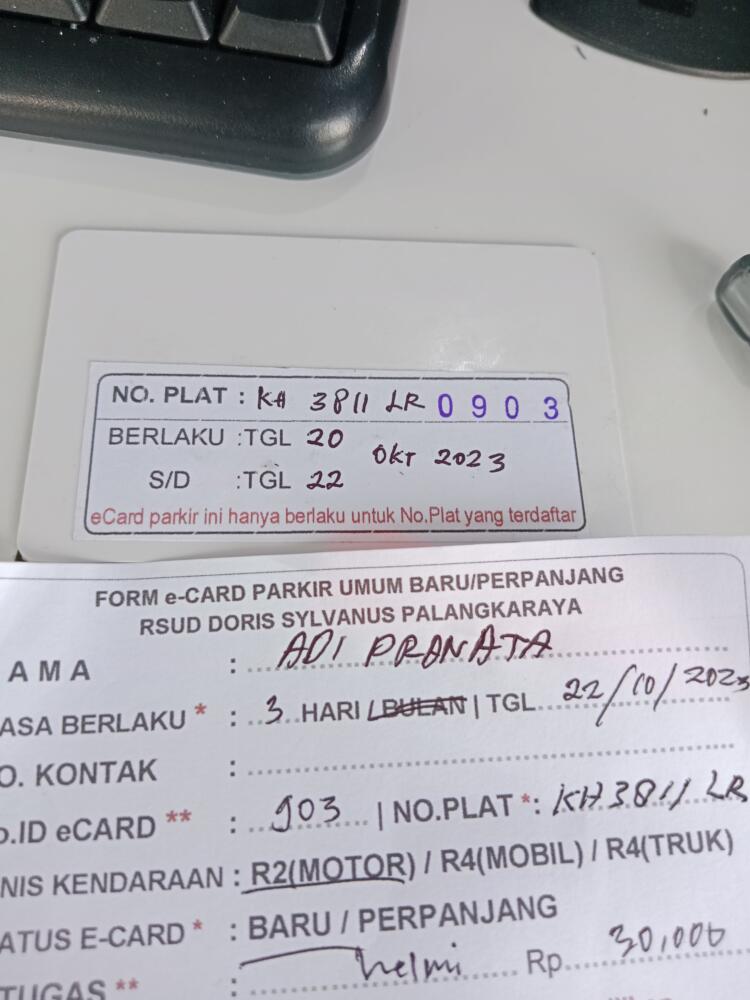 NO. PLAT : KH 3811 LR 0903
BERLAKU :TGL 20 OKT 2023
S/D :TGL 22
eCard parkir ini hanya berlaku untuk No.Plat yang terdaftar
FORM e-CARD PARKIR UMUM BARU/PERPANJANG
RSUD DORIS SYLVANUS PALANGKARAYA
AMA : ADI PRANATA
ASA BERLAKU * : 3 HARI / BULAN | TGL 22/10/2023
O. KONTAK :
o.ID eCARD ** : 903 | NO.PLAT *: KH 3811 LR
NIS KENDARAAN : R2(MOTOR) / R4(MOBIL) / R4(TRUK)
ATUS E-CARD * : BARU / PERPANJANG
TUGAS ** : helmi Rp. 30,000